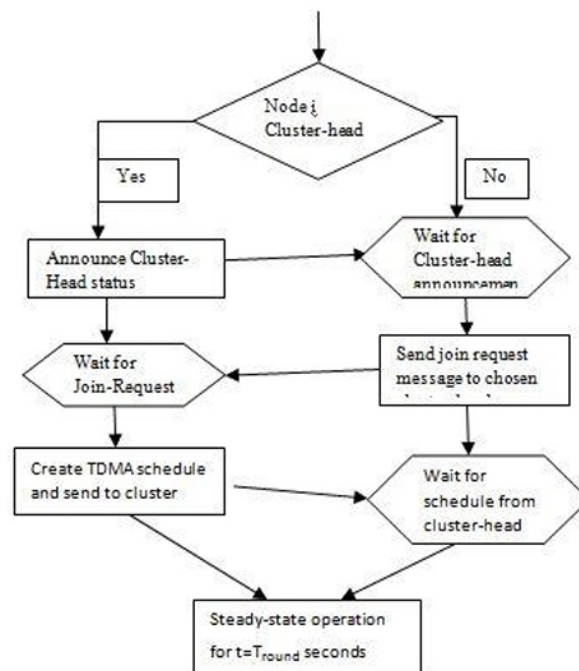 Node i
Cluster-head
Yes
No
Announce Cluster-
Head status
Wait for
Cluster-head
announcemen
Wait for
Join-Request
Send join request
message to chosen
Create TDMA schedule
and send to cluster
Wait for
schedule from
cluster-head
Steady-state operation
for t=Tround seconds